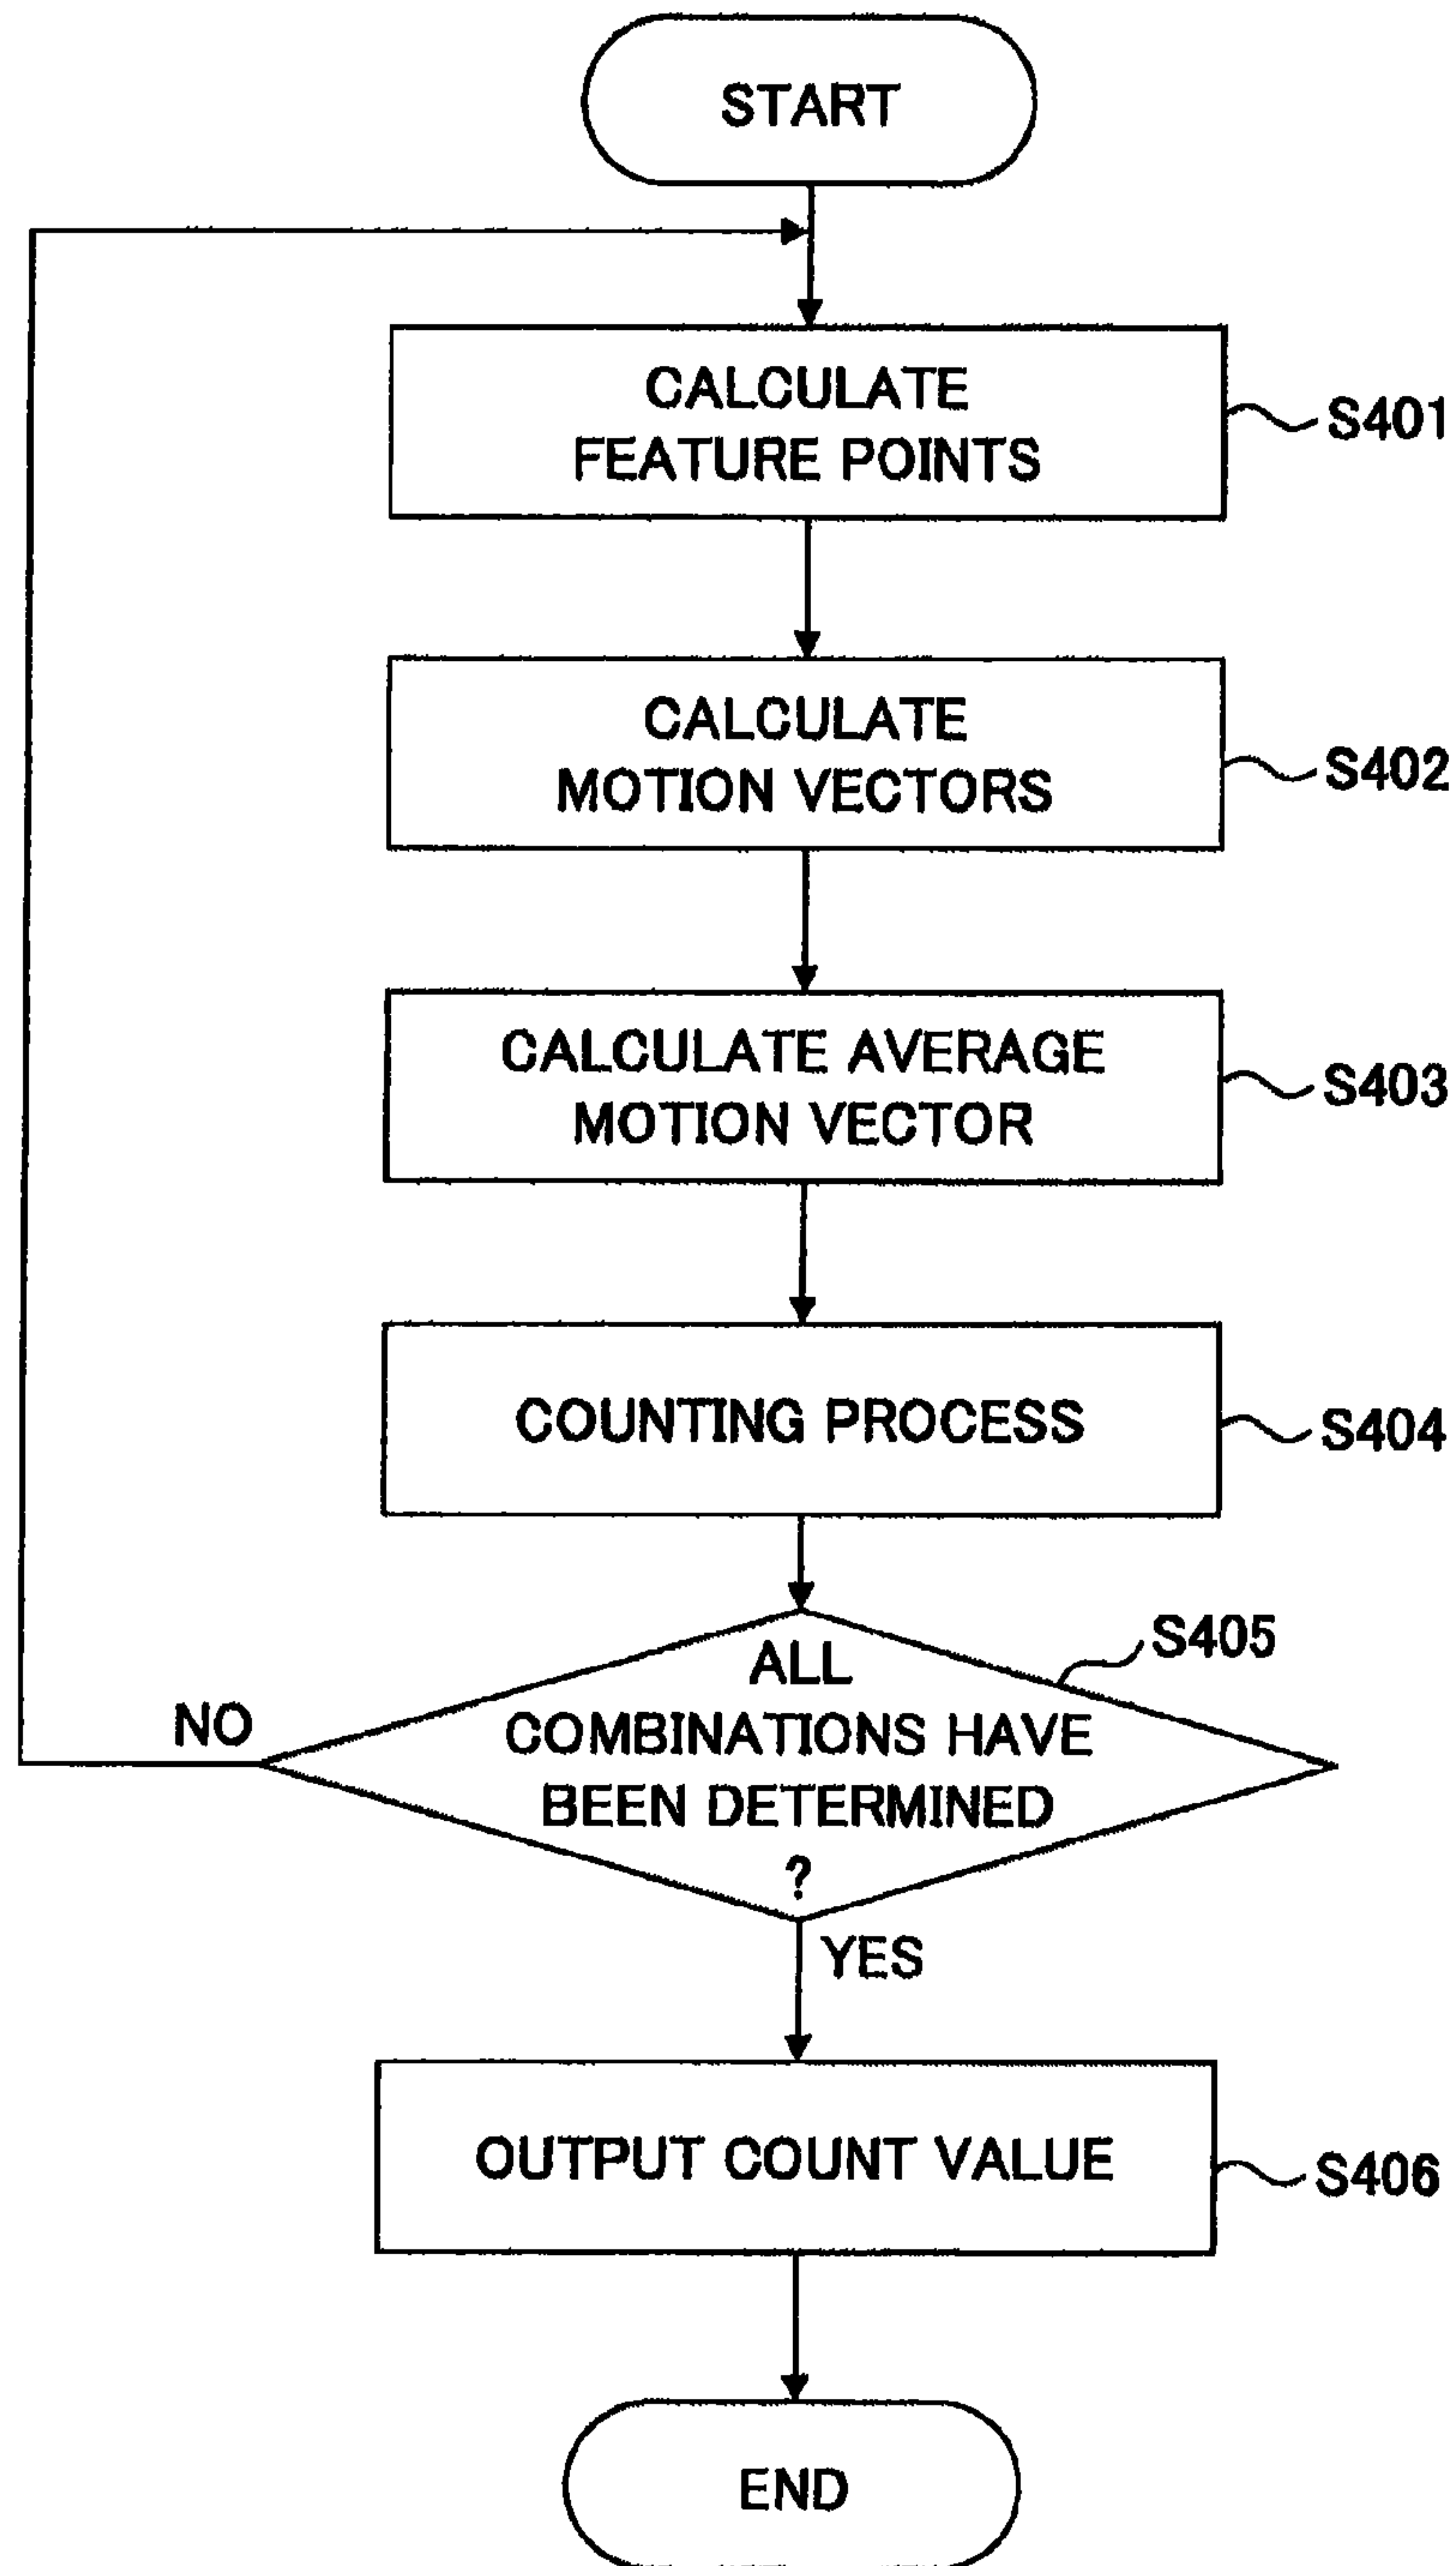 START
CALCULATE
FEATURE POINTS
S401
CALCULATE
MOTION VECTORS
S402
CALCULATE AVERAGE
MOTION VECTOR
S403
COUNTING PROCESS
S404
S405
ALL
COMBINATIONS HAVE
BEEN DETERMINED
?
NO
YES
OUTPUT COUNT VALUE
S406
END